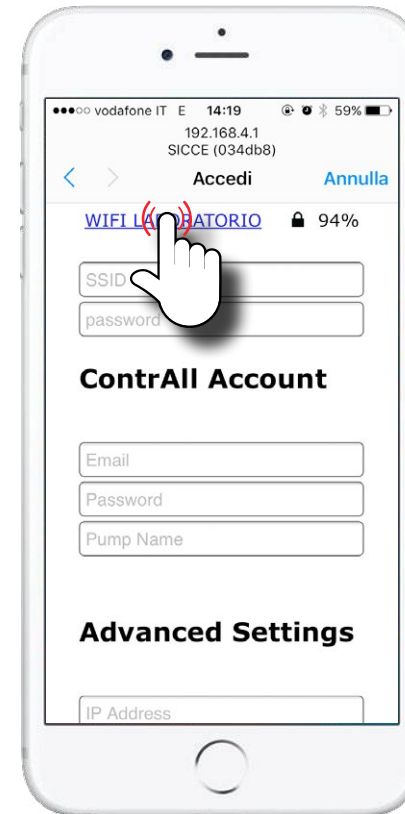 vodafone IT E 14:19 59%
192.168.4.1
SICCE (034db8)
Accedi Annulla
WIFI LABORATORIO 94%
SSID
password
ContrAll Account
Email
Password
Pump Name
Advanced Settings
IP Address